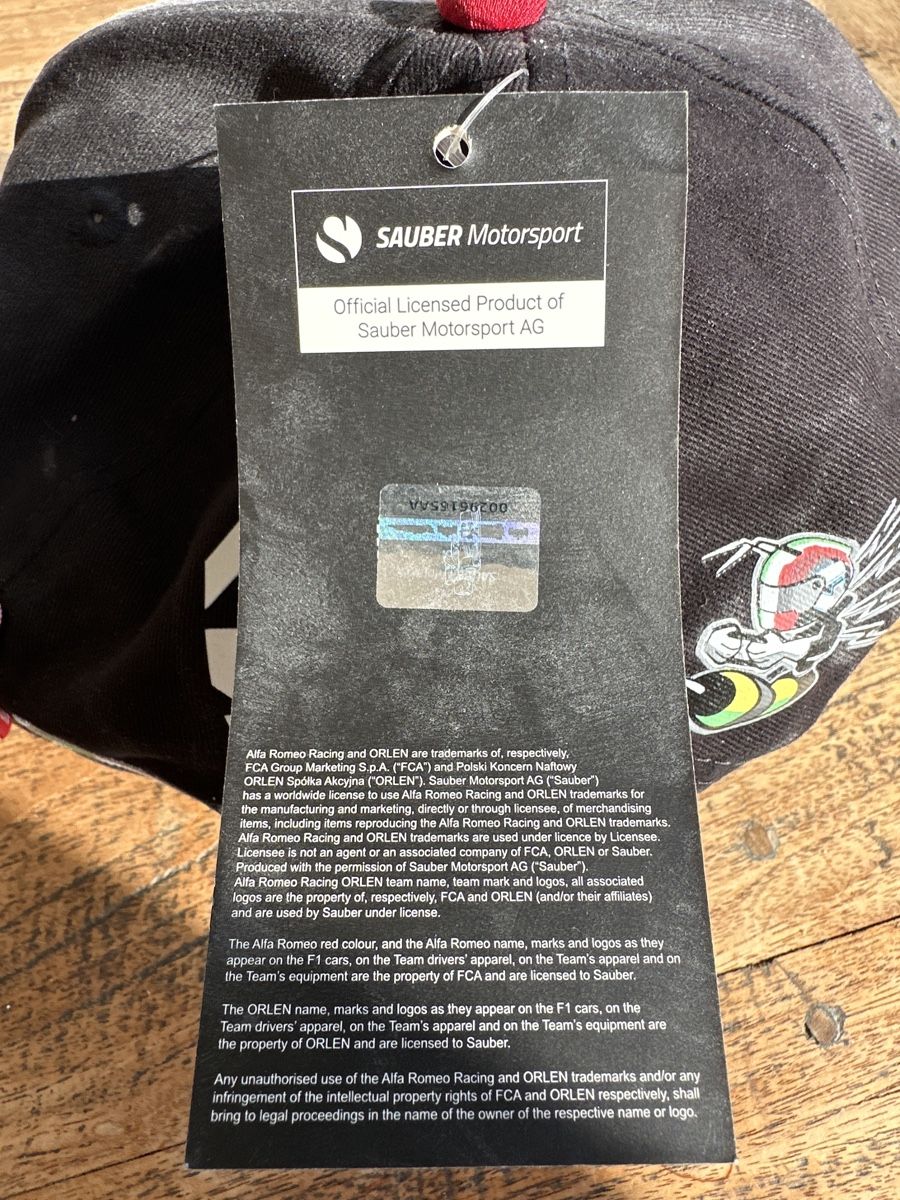 SAUBER Motorsport
Official Licensed Product of
Sauber Motorsport AG
00296165AA
Alfa Romeo Racing and ORLEN are trademarks of, respectively,
FCA Group Marketing S.p.A. (“FCA”) and Polski Koncern Naftowy
ORLEN Spółka Akcyjna (“ORLEN”). Sauber Motorsport AG (“Sauber”)
has a worldwide license to use Alfa Romeo Racing and ORLEN trademarks for
the manufacturing and marketing, directly or through licensee, of merchandising
items, including items reproducing the Alfa Romeo Racing and ORLEN trademarks.
Alfa Romeo Racing and ORLEN trademarks are used under licence by Licensee.
Licensee is not an agent or an associated company of FCA, ORLEN or Sauber.
Produced with the permission of Sauber Motorsport AG (“Sauber”).
Alfa Romeo Racing ORLEN team name, team mark and logos, all associated
logos are the property of, respectively, FCA and ORLEN (and/or their affiliates)
and are used by Sauber under license.
The Alfa Romeo red colour, and the Alfa Romeo name, marks and logos as they
appear on the F1 cars, on the Team drivers’ apparel, on the Team’s apparel and on
the Team’s equipment are the property of FCA and are licensed to Sauber.
The ORLEN name, marks and logos as they appear on the F1 cars, on the
Team drivers’ apparel, on the Team’s apparel and on the Team’s equipment are
the property of ORLEN and are licensed to Sauber.
Any unauthorised use of the Alfa Romeo Racing and ORLEN trademarks and/or any
infringement of the intellectual property rights of FCA and ORLEN respectively, shall
bring to legal proceedings in the name of the owner of the respective name or logo.